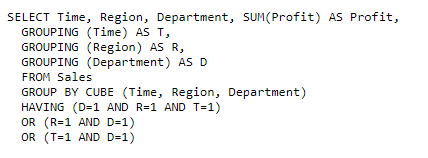 SELECT Time, Region, Department, SUM(Profit) AS Profit,
GROUPING (Time) AS T,
GROUPING (Region) AS R,
GROUPING (Department) AS D
FROM Sales
GROUP BY CUBE (Time, Region, Department)
HAVING (D=1 AND R=1 AND T=1)
OR (R=1 AND D=1)
OR (T=1 AND D=1)